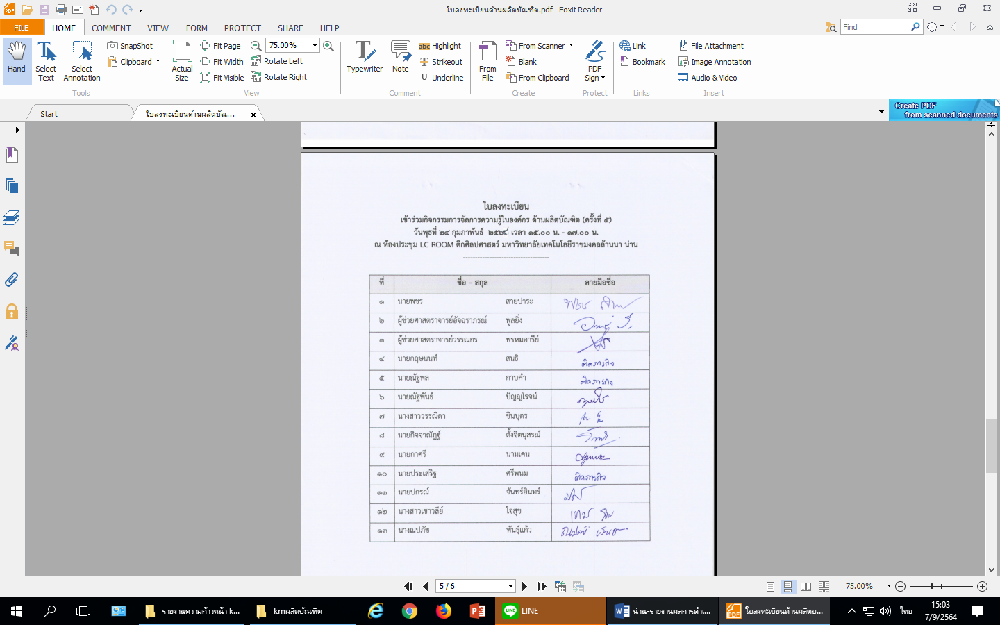 ใบลงทะเบียนด้านผลิตบัณฑิต.pdf - Foxit Reader
FILE HOME COMMENT VIEW FORM PROTECT SHARE HELP
Find
Hand
Select Text
Select Annotation
SnapShot
Clipboard
Tools
Actual Size
Fit Page
Fit Width
Fit Visible
75.00%
Rotate Left
Rotate Right
View
Typewriter
Note
Highlight
Strikeout
Underline
Comment
From File
From Scanner
Blank
From Clipboard
Create
PDF Sign
Protect
Link
Bookmark
Links
File Attachment
Image Annotation
Audio & Video
Insert
Start
ใบลงทะเบียนด้านผลิตบัณ...
Create PDF
from scanned documents
ใบลงทะเบียน
เข้าร่วมกิจกรรมการจัดการความรู้ในองค์กร ด้านผลิตบัณฑิต (ครั้งที่ ๕)
วันพุธที่ ๒๔ กุมภาพันธ์ เวลา ๑๕.๐๐ น. - ๑๗.๐๐ น.
ณ ห้องประชุม LC ROOM ตึกศิลปศาสตร์ มหาวิทยาลัยเทคโนโลยีราชมงคลล้านนา น่าน
------------------------------------
ที่ ชื่อ – สกุล ลายมือชื่อ
๑ นายพชร สายปาระ
๒ ผู้ช่วยศาสตราจารย์อัจฉราภรณ์ พูลยิ่ง
๓ ผู้ช่วยศาสตราจารย์วรรณกร พรหมอารีย์
๔ นายกฤษนนท์ สนธิ ติดภารกิจ
๕ นายณัฐพล กาบคำ ติดภารกิจ
๖ นายณัฐพันธ์ ปัญญโรจน์
๗ นางสาววรรณิดา ชินบุตร
๘ นายกิจจาณัฏฐ์ ตั้งจิตนุสรณ์
๙ นายกาศรี นามเคน
๑๐ นายประเสริฐ ศรีพนม ติดภารกิจ
๑๑ นายปกรณ์ จันทร์อินทร์
๑๒ นางสาวเชาวลีย์ ใจสุข
๑๓ นางณปภัช พันธุ์แก้ว
5 / 6
75.00%
รายงานความก้าวหน้า k...
kmผลิตบัณฑิต
LINE
น่าน-รายงานผลการดำเ...
ใบลงทะเบียนด้านผลิตบ...
ไทย
15:03
7/9/2564